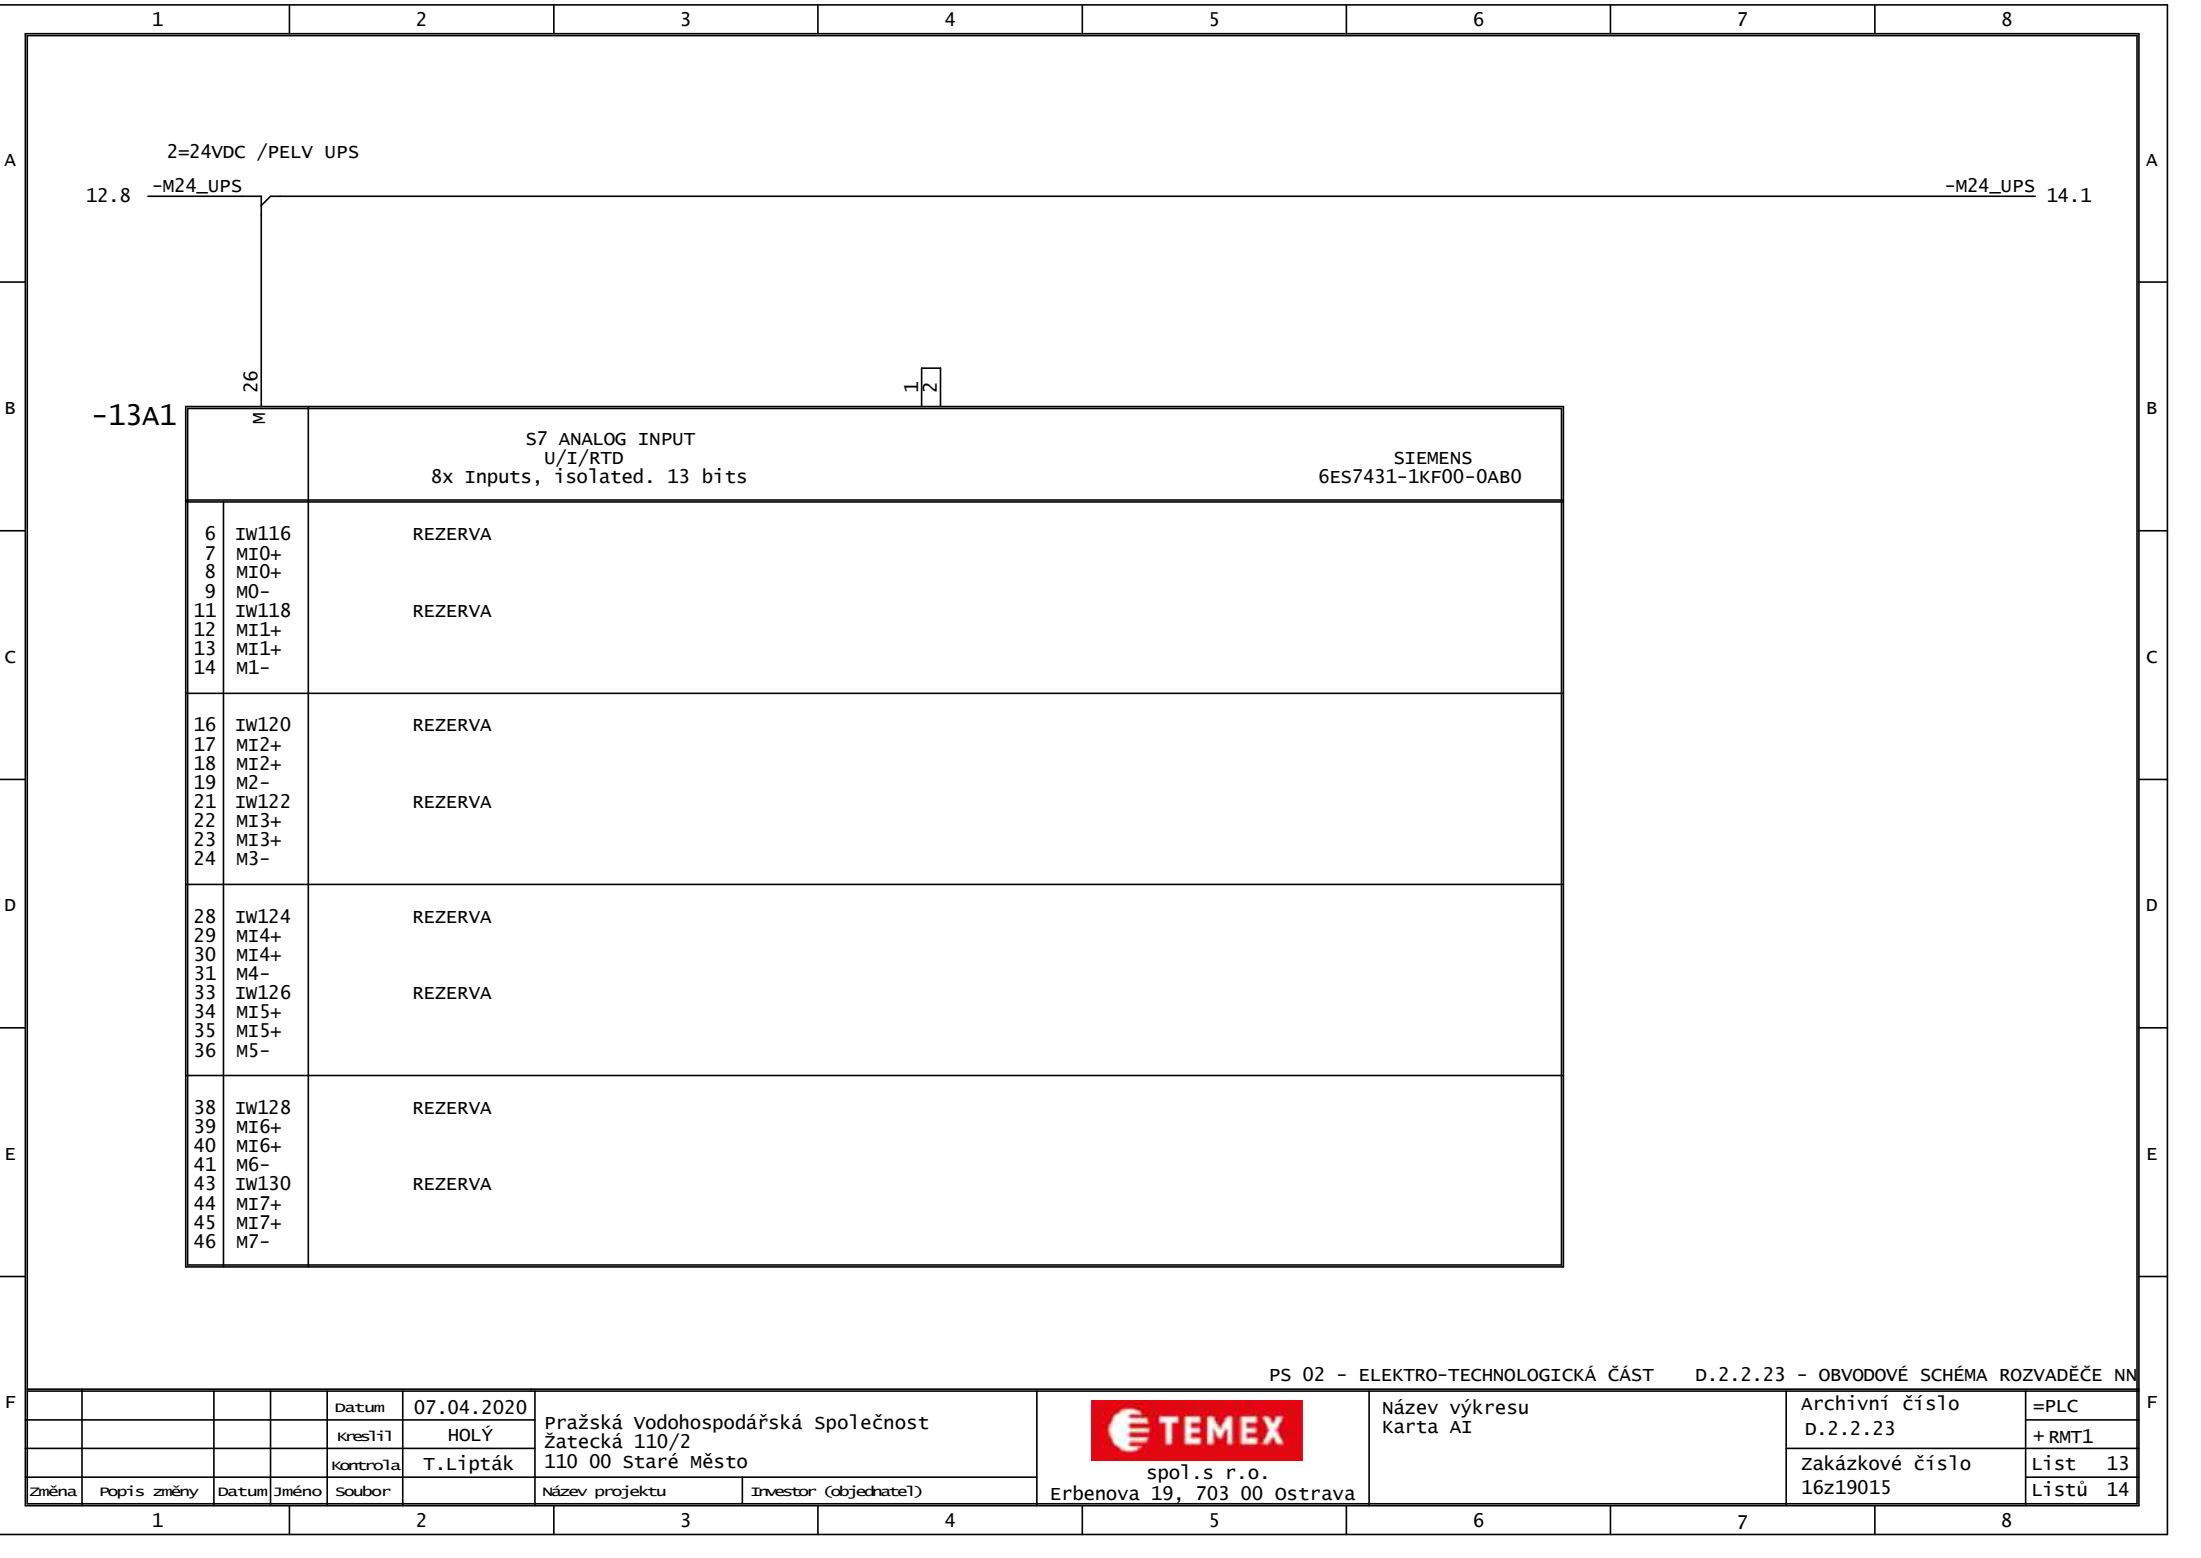 1 2 3 4 5 6 7 8
2=24VDC /PELV UPS
A A
12.8 -M24_UPS -M24_UPS 14.1
26 1 2
B -13A1 M B
S7 ANALOG INPUT
U/I/RTD SIEMENS
8x Inputs, isolated. 13 bits 6ES7431-1KF00-0AB0
6 IW116 REZERVA
7 MI0+
8 MI0+
9 M0-
11 IW118 REZERVA
12 MI1+
13 MI1+
C C
14 M1-
16 IW120 REZERVA
17 MI2+
18 MI2+
19 M2-
21 IW122 REZERVA
22 MI3+
23 MI3+
24 M3-
D D
28 IW124 REZERVA
29 MI4+
30 MI4+
31 M4-
33 IW126 REZERVA
34 MI5+
35 MI5+
36 M5-
38 IW128 REZERVA
39 MI6+
40 MI6+
E E
41 M6-
43 IW130 REZERVA
44 MI7+
45 MI7+
46 M7-
PS 02 - ELEKTRO-TECHNOLOGICKÁ ČÁST D.2.2.23 - OBVODOVÉ SCHÉMA ROZVADĚČE NN
F F
Datum 07.04.2020
Kreslil HOLÝ
Kontrola T.Lipták
Změna Popis změny Datum Jméno Soubor
Pražská Vodohospodářská Společnost
Žatecká 110/2
110 00 Staré Město
Název projektu Investor (objednatel)
TEMEX
spol.s r.o.
Erbenova 19, 703 00 Ostrava
Název výkresu
Karta AI
Archivní číslo
D.2.2.23
Zakázkové číslo
16z19015
=PLC
+RMT1
List 13
Listů 14
1 2 3 4 5 6 7 8